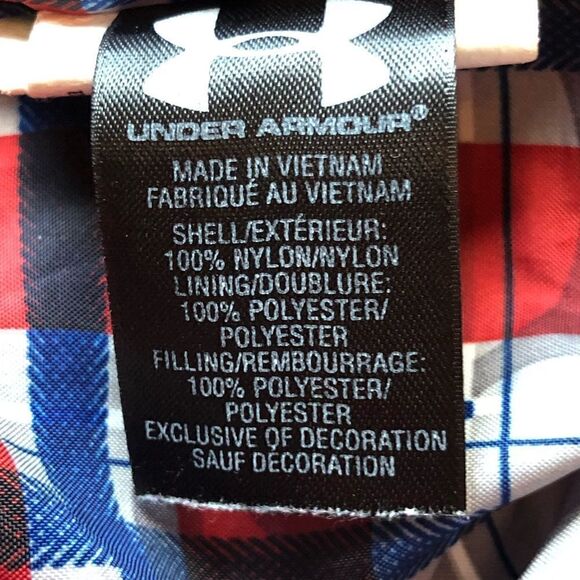 UNDER ARMOUR®
MADE IN VIETNAM
FABRIQUÉ AU VIETNAM
SHELL/EXTÉRIEUR:
100% NYLON/NYLON
LINING/DOUBLURE:
100% POLYESTER/
POLYESTER
FILLING/REMBOURRAGE:
100% POLYESTER/
POLYESTER
EXCLUSIVE OF DECORATION
SAUF DÉCORATION